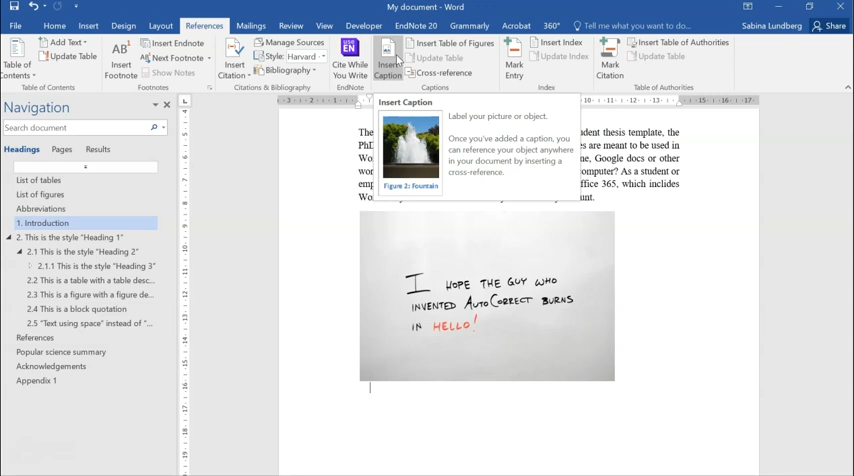 My document - Word
File Home Insert Design Layout References Mailings Review View Developer EndNote 20 Grammarly Acrobat 360° Tell me what you want to do... Sabina Lundberg Share
Table of Contents
Add Text
Update Table
Table of Contents
AB1
Insert Footnote
Insert Endnote
Next Footnote
Show Notes
Footnotes
Insert Citation
Manage Sources
Style: Harvard
Bibliography
Citations & Bibliography
EN
Cite While You Write
EndNote
Insert Caption
Insert Table of Figures
Update Table
Cross-reference
Captions
Mark Entry
Insert Index
Update Index
Index
Mark Citation
Insert Table of Authorities
Update Table
Table of Authorities
Navigation
Search document
Headings Pages Results
List of tables
List of figures
Abbreviations
1. Introduction
2. This is the style "Heading 1"
2.1 This is the style "Heading 2"
2.1.1 This is the style "Heading 3"
2.2 This is a table with a table desc...
2.3 This is a figure with a figure de...
2.4 This is a block quotation
2.5 "Text using space" instead of "...
References
Popular science summary
Acknowledgements
Appendix 1
Insert Caption
Label your picture or object.
Once you've added a caption, you
can reference your object anywhere
in your document by inserting a
cross-reference.
Figure 2: Fountain
The
dent thesis template, the
PhD
es are meant to be used in
Wor
ne, Google docs or other
wor
omputer? As a student or
emp
ffice 365, which includes
Wo
unt.
I HOPE THE GUY WHO
INVENTED AUTOCORRECT BURNS
IN HELLO!